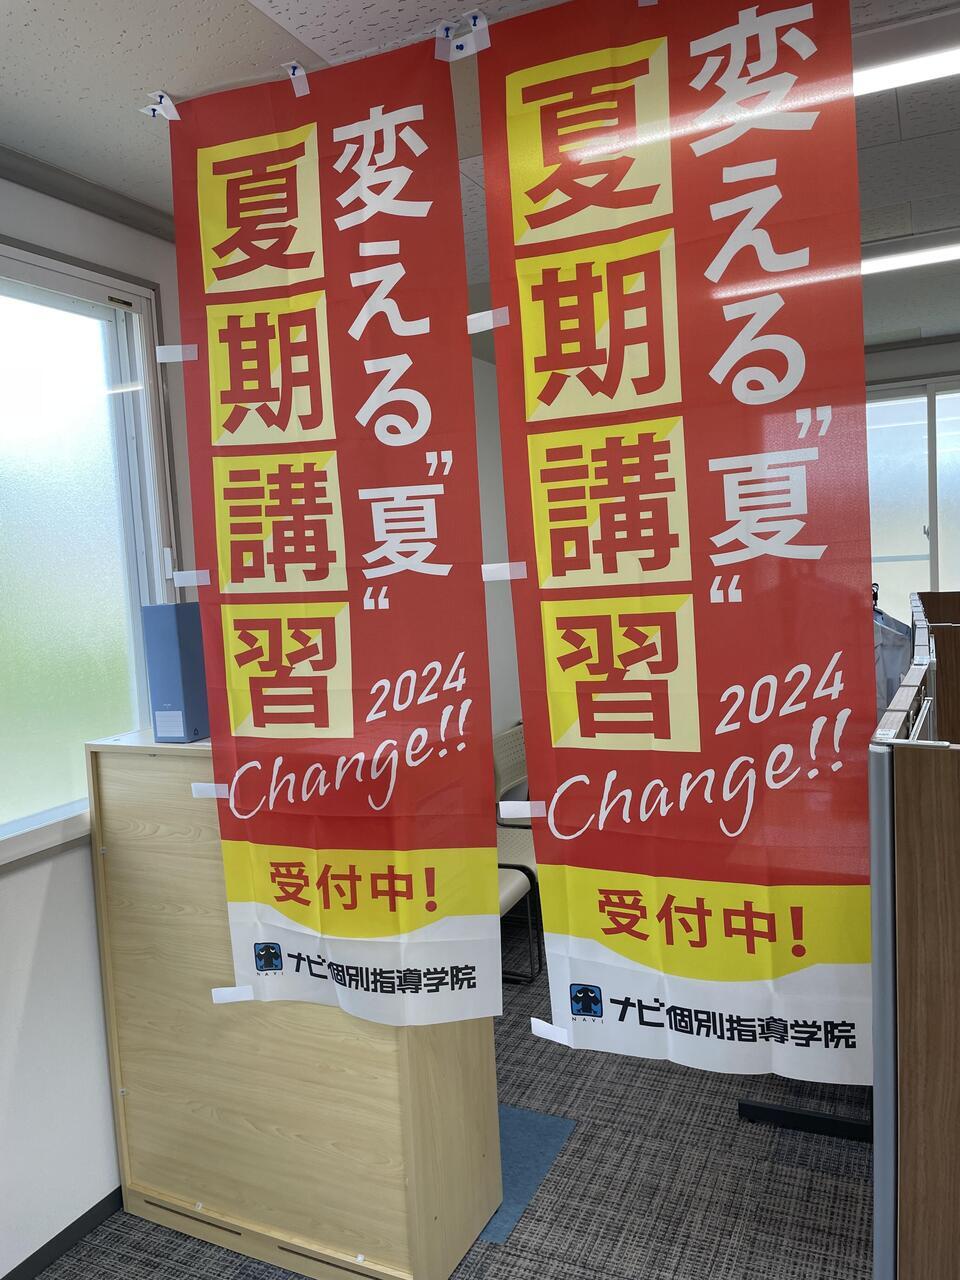 変える”夏“
夏期講習
2024
Change!!
受付中！
NAVI
ナビ個別指導学院
変える”夏“
夏期講習
2024
Change!!
受付中！
NAVI
ナビ個別指導学院